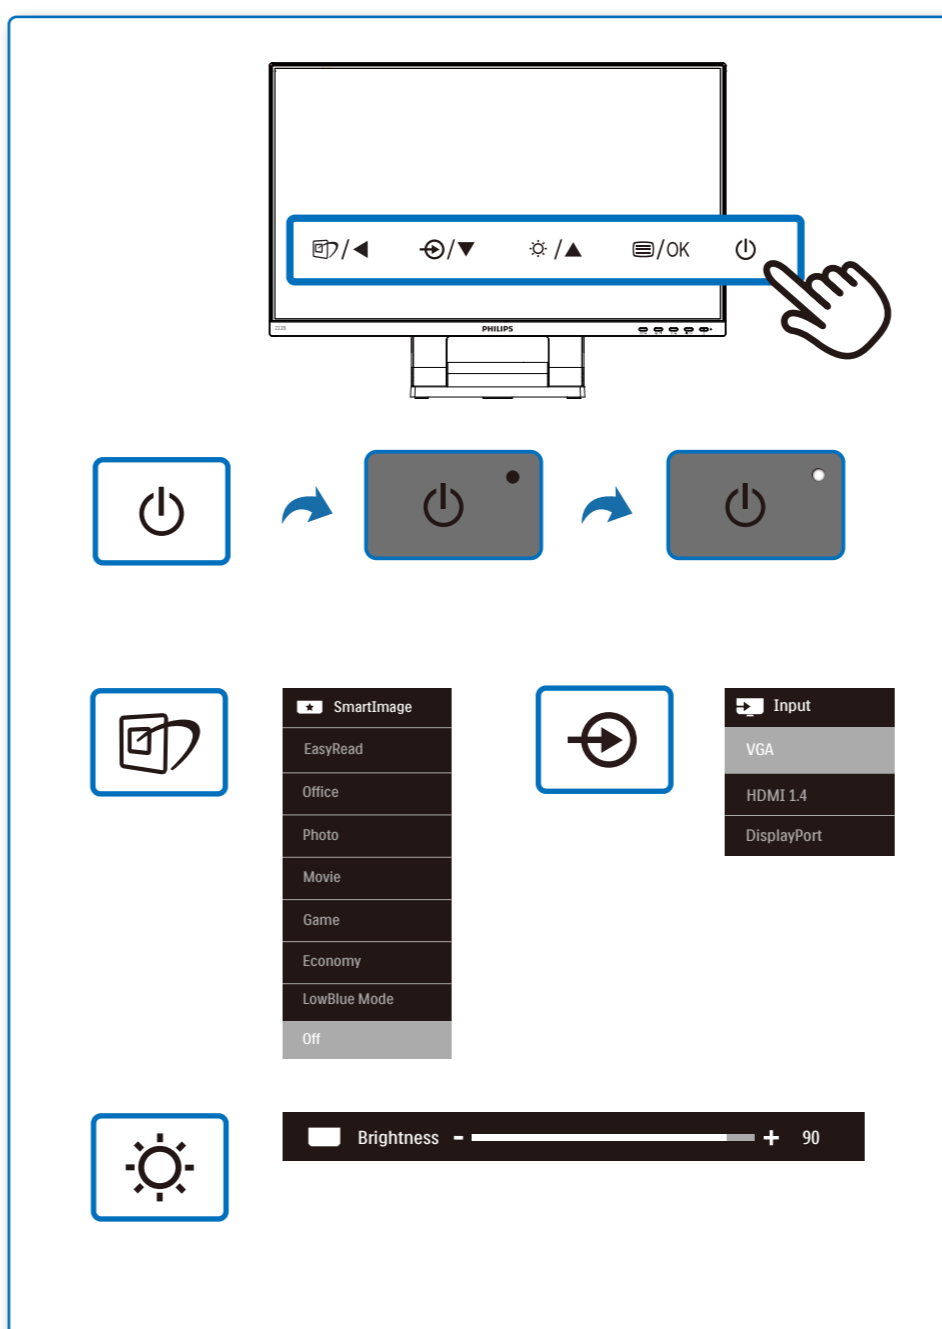 /◀ /▼ /▲ /OK
222B PHILIPS
SmartImage
EasyRead
Office
Photo
Movie
Game
Economy
LowBlue Mode
Off
Input
VGA
HDMI 1.4
DisplayPort
Brightness - + 90